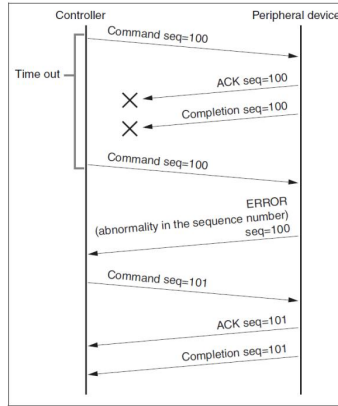 Controller
Peripheral device
Command seq=100
Time out
ACK seq=100
Completion seq=100
Command seq=100
ERROR
(abnormality in the sequence number)
seq=100
Command seq=101
ACK seq=101
Completion seq=101